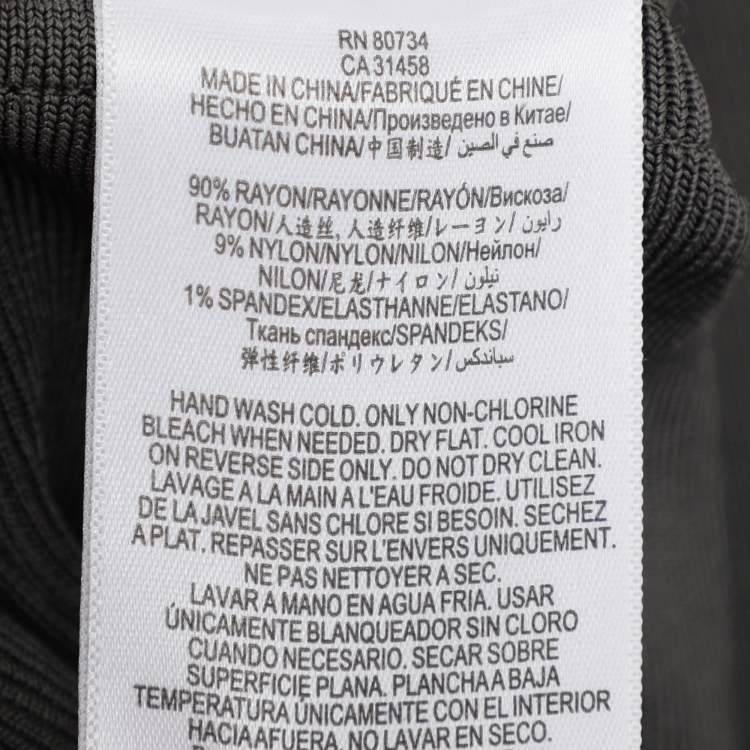 RN 80734
CA 31458
MADE IN CHINA/FABRIQUÉ EN CHINE/
HECHO EN CHINA/Произведено в Китае/
BUATAN CHINA/中国制造/ صنع في الصين
90% RAYON/RAYONNE/RAYÓN/Вискоза/
RAYON/人造丝, 人造纤维/レーヨン/ رايون
9% NYLON/NYLON/NILON/Нейлон/
NILON/尼龙/ナイロン/ نيلون
1% SPANDEX/ELASTHANNE/ELASTANO/
Ткань спандекс/SPANDEKS/
弹性纤维/ポリウレタン/ سباندكس
HAND WASH COLD. ONLY NON-CHLORINE
BLEACH WHEN NEEDED. DRY FLAT. COOL IRON
ON REVERSE SIDE ONLY. DO NOT DRY CLEAN.
LAVAGE A LA MAIN A L'EAU FROIDE. UTILISEZ
DE LA JAVEL SANS CHLORE SI BESOIN. SECHEZ
A PLAT. REPASSER SUR L'ENVERS UNIQUEMENT.
NE PAS NETTOYER A SEC.
LAVAR A MANO EN AGUA FRIA. USAR
ÚNICAMENTE BLANQUEADOR SIN CLORO
CUANDO NECESARIO. SECAR SOBRE
SUPERFICIE PLANA. PLANCHA A BAJA
TEMPERATURA ÚNICAMENTE CON EL INTERIOR
HACIA AFUERA. NO LAVAR EN SECO.